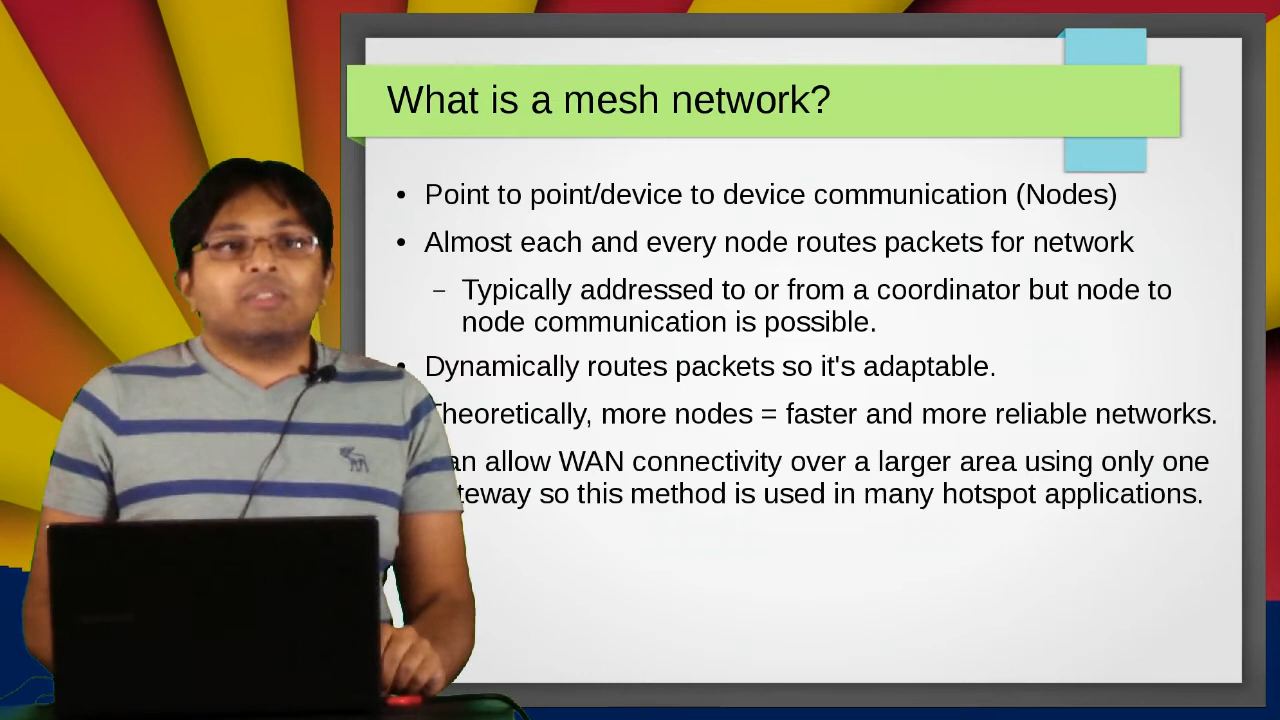 What is a mesh network?
• Point to point/device to device communication (Nodes)
• Almost each and every node routes packets for network
– Typically addressed to or from a coordinator but node to
node communication is possible.
• Dynamically routes packets so it's adaptable.
Theoretically, more nodes = faster and more reliable networks.
allow WAN connectivity over a larger area using only one
so this method is used in many hotspot applications.